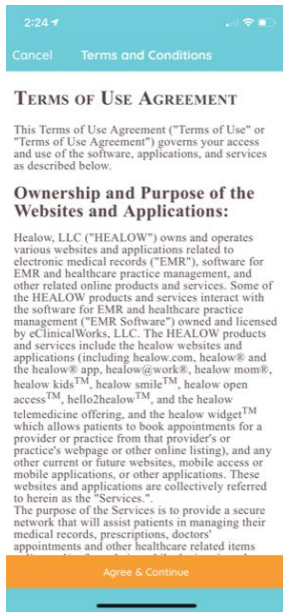 2:24
Cancel Terms and Conditions
TERMS OF USE AGREEMENT
This Terms of Use Agreement ("Terms of Use" or
"Terms of Use Agreement") governs your access
and use of the software, applications, and services
as described below.
Ownership and Purpose of the
Websites and Applications:
Healow, LLC ("HEALOW") owns and operates
various websites and applications related to
electronic medical records ("EMR"), software for
EMR and healthcare practice management, and
other related online products and services. Some of
the HEALOW products and services interact with
the software for EMR and healthcare practice
management ("EMR Software") owned and licensed
by eClinicalWorks, LLC. The HEALOW products
and services include the healow websites and
applications (including healow.com, healow® and
the healow® app, healow@work®, healow mom®,
healow kids™, healow smile™, healow open
access™, hello2healow™, and the healow
telemedicine offering, and the healow widget™
which allows patients to book appointments for a
provider or practice from that provider's or
practice's webpage or other online listing), and any
other current or future websites, mobile access or
mobile applications, or other applications. These
websites and applications are collectively referred
to herein as the "Services.".
The purpose of the Services is to provide a secure
network that will assist patients in managing their
medical records, prescriptions, doctors'
appointments and other healthcare related items
Agree & Continue